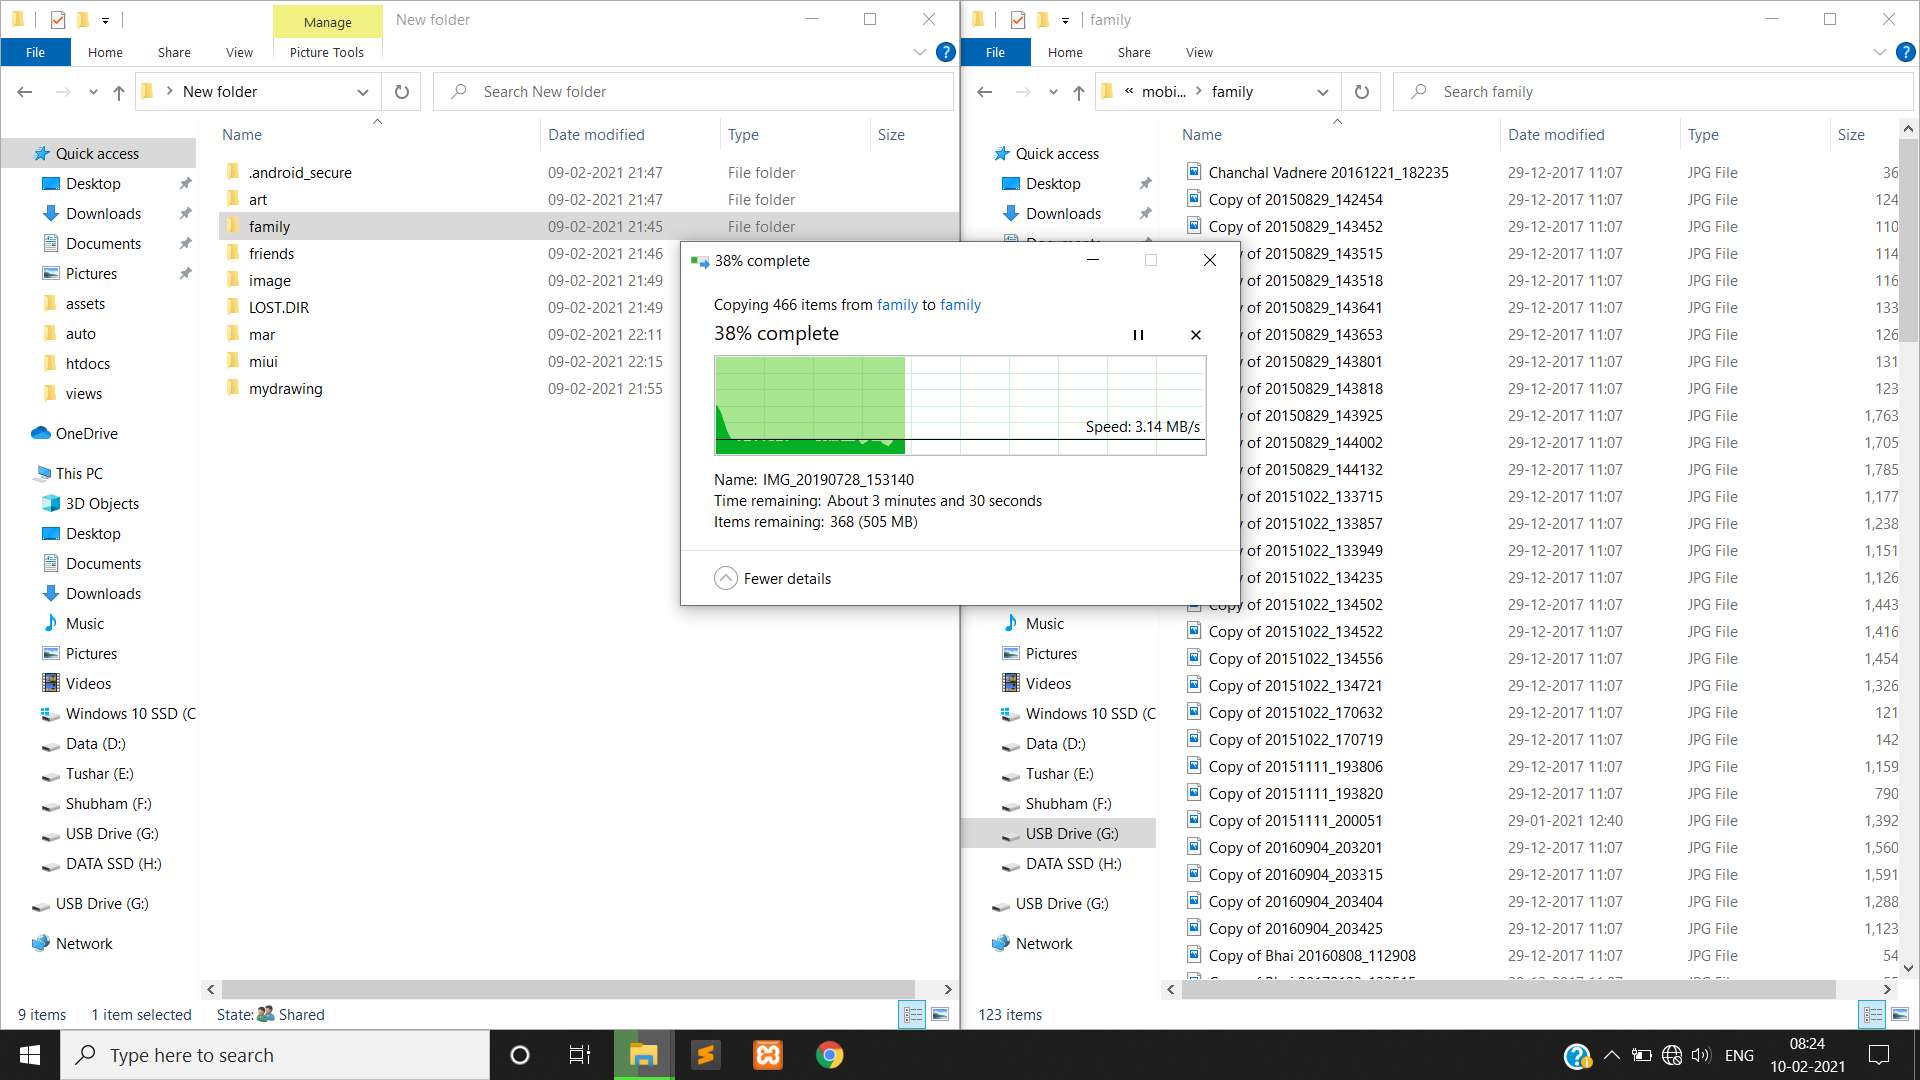 Manage
New folder
File
Home
Share
View
Picture Tools
New folder
Search New folder
Name
Date modified
Type
Size
Quick access
Desktop
Downloads
Documents
Pictures
assets
auto
htdocs
views
OneDrive
This PC
3D Objects
Desktop
Documents
Downloads
Music
Pictures
Videos
Windows 10 SSD (C
Data (D:)
Tushar (E:)
Shubham (F:)
USB Drive (G:)
DATA SSD (H:)
USB Drive (G:)
Network
.android_secure 09-02-2021 21:47 File folder
art 09-02-2021 21:47 File folder
family 09-02-2021 21:45 File folder
friends 09-02-2021 21:46
image 09-02-2021 21:49
LOST.DIR 09-02-2021 21:49
mar 09-02-2021 22:11
miui 09-02-2021 22:15
mydrawing 09-02-2021 21:55
9 items 1 item selected State: Shared
38% complete
Copying 466 items from family to family
38% complete
Speed: 3.14 MB/s
Name: IMG_20190728_153140
Time remaining: About 3 minutes and 30 seconds
Items remaining: 368 (505 MB)
Fewer details
family
File
Home
Share
View
« mobi... › family
Search family
Name
Date modified
Type
Size
Quick access
Desktop
Downloads
Music
Pictures
Videos
Windows 10 SSD (C
Data (D:)
Tushar (E:)
Shubham (F:)
USB Drive (G:)
DATA SSD (H:)
USB Drive (G:)
Network
Chanchal Vadnere 20161221_182235 29-12-2017 11:07 JPG File 36
Copy of 20150829_142454 29-12-2017 11:07 JPG File 124
Copy of 20150829_143452 29-12-2017 11:07 JPG File 110
of 20150829_143515 29-12-2017 11:07 JPG File 114
of 20150829_143518 29-12-2017 11:07 JPG File 116
of 20150829_143641 29-12-2017 11:07 JPG File 133
of 20150829_143653 29-12-2017 11:07 JPG File 126
of 20150829_143801 29-12-2017 11:07 JPG File 131
of 20150829_143818 29-12-2017 11:07 JPG File 123
of 20150829_143925 29-12-2017 11:07 JPG File 1,763
of 20150829_144002 29-12-2017 11:07 JPG File 1,705
of 20150829_144132 29-12-2017 11:07 JPG File 1,785
of 20151022_133715 29-12-2017 11:07 JPG File 1,177
of 20151022_133857 29-12-2017 11:07 JPG File 1,238
of 20151022_133949 29-12-2017 11:07 JPG File 1,151
of 20151022_134235 29-12-2017 11:07 JPG File 1,126
Copy of 20151022_134502 29-12-2017 11:07 JPG File 1,443
Copy of 20151022_134522 29-12-2017 11:07 JPG File 1,416
Copy of 20151022_134556 29-12-2017 11:07 JPG File 1,454
Copy of 20151022_134721 29-12-2017 11:07 JPG File 1,326
Copy of 20151022_170632 29-12-2017 11:07 JPG File 121
Copy of 20151022_170719 29-12-2017 11:07 JPG File 142
Copy of 20151111_193806 29-12-2017 11:07 JPG File 1,159
Copy of 20151111_193820 29-12-2017 11:07 JPG File 790
Copy of 20151111_200051 29-01-2021 12:40 JPG File 1,392
Copy of 20160904_203201 29-12-2017 11:07 JPG File 1,560
Copy of 20160904_203315 29-12-2017 11:07 JPG File 1,591
Copy of 20160904_203404 29-12-2017 11:07 JPG File 1,288
Copy of 20160904_203425 29-12-2017 11:07 JPG File 1,123
Copy of Bhai 20160808_112908 29-12-2017 11:07 JPG File 54
123 items
Type here to search
ENG
08:24
10-02-2021